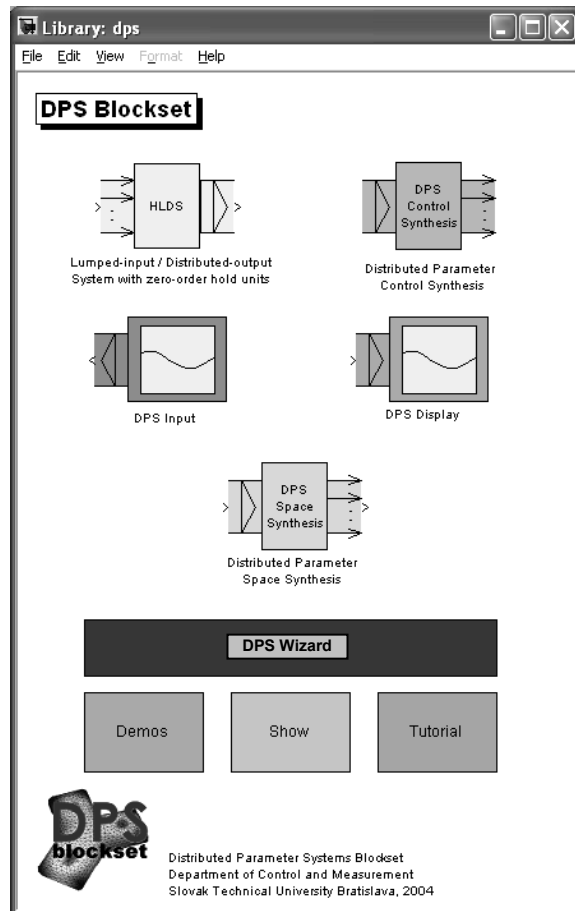 Library: dps
File Edit View Format Help
DPS Blockset
HLDS
Lumped-input / Distributed-output
System with zero-order hold units
DPS
Control
Synthesis
Distributed Parameter
Control Synthesis
DPS Input
DPS Display
DPS
Space
Synthesis
Distributed Parameter
Space Synthesis
DPS Wizard
Demos
Show
Tutorial
DPS
blockset
Distributed Parameter Systems Blockset
Department of Control and Measurement
Slovak Technical University Bratislava, 2004